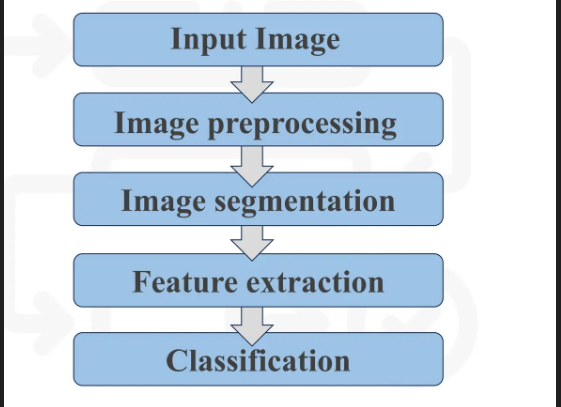 Input Image
Image preprocessing
Image segmentation
Feature extraction
Classification